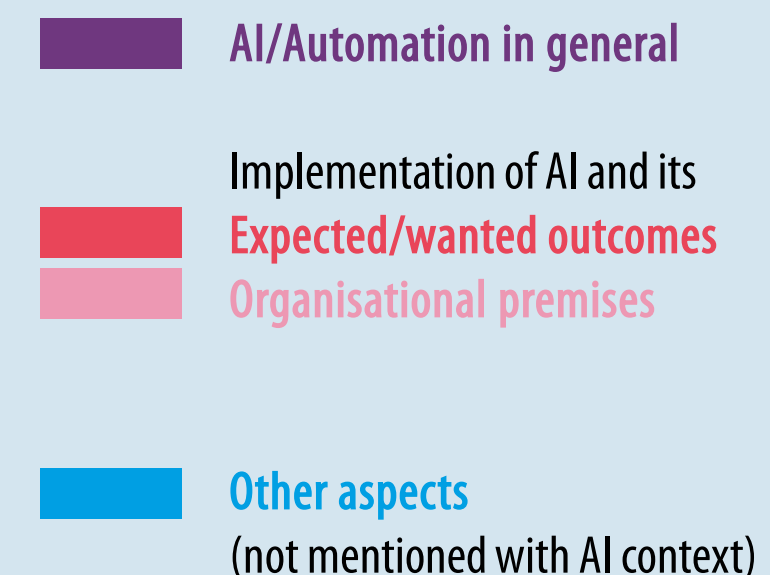 AI/Automation in general
Implementation of AI and its
Expected/wanted outcomes
Organisational premises
Other aspects
(not mentioned with AI context)